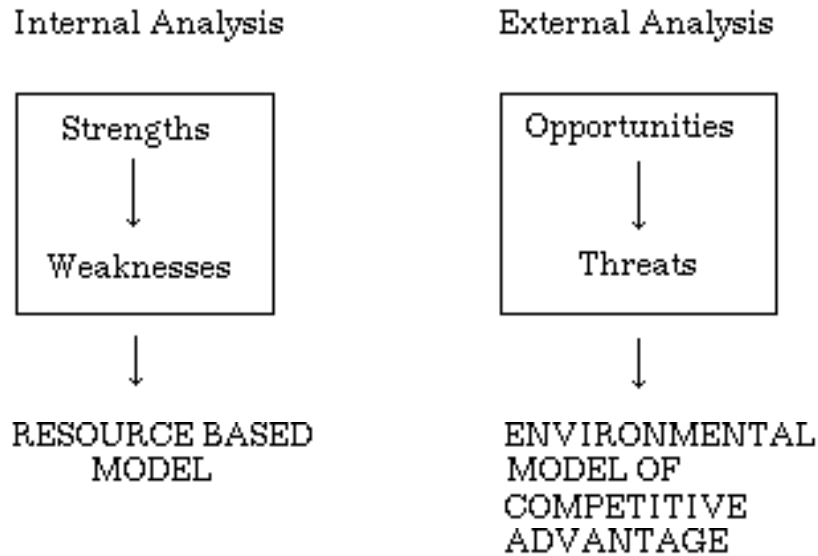 Internal Analysis
Strengths
Weaknesses
RESOURCE BASED
MODEL
External Analysis
Opportunities
Threats
ENVIRONMENTAL
MODEL OF
COMPETITIVE
ADVANTAGE